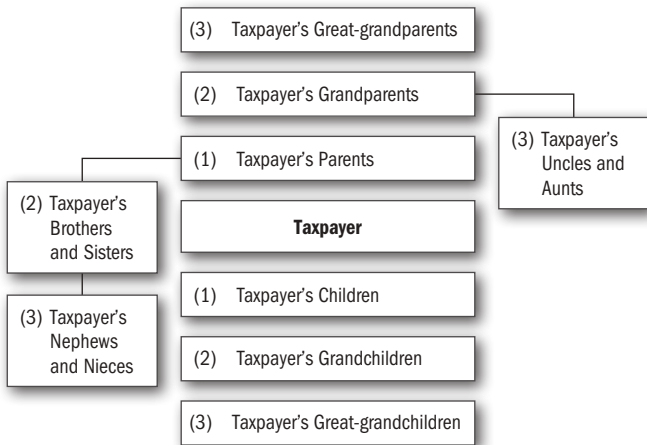 (3) Taxpayer’s Great-grandparents
(2) Taxpayer’s Grandparents
(3) Taxpayer’s
Uncles and
Aunts
(1) Taxpayer’s Parents
(2) Taxpayer’s
Brothers
and Sisters
Taxpayer
(1) Taxpayer’s Children
(3) Taxpayer’s
Nephews
and Nieces
(2) Taxpayer’s Grandchildren
(3) Taxpayer’s Great-grandchildren